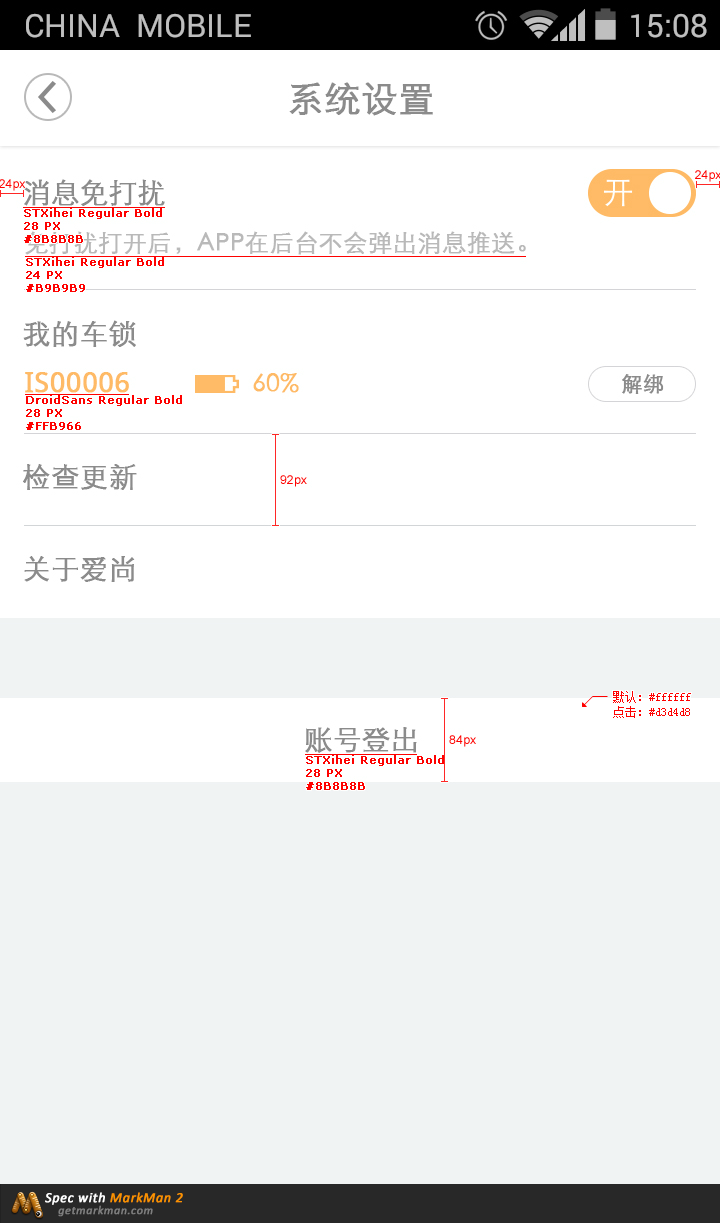 CHINA MOBILE 15:08
系统设置
24px 消息免打扰 开 24px
STXihei Regular Bold
28 PX
#8B8B8B
免打扰打开后，APP在后台不会弹出消息推送。
STXihei Regular Bold
24 PX
#B9B9B9
我的车锁
IS00006 60% 解绑
DroidSans Regular Bold
28 PX
#FFB966
检查更新 92px
关于爱尚
默认：#ffffff
点击：#d3d4d8
账号登出 84px
STXihei Regular Bold
28 PX
#8B8B8B
Spec with MarkMan 2
getmarkman.com